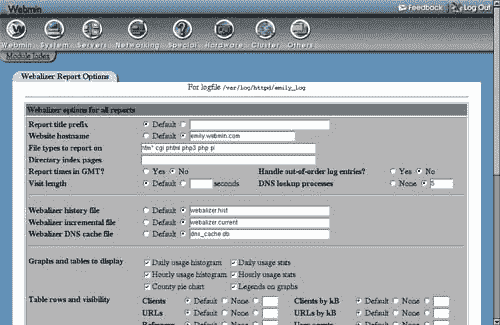 Webmin
Feedback Log Out
Webmin System Servers Networking Special Hardware Cluster Others
Module Index
Webalizer Report Options
For logfile /var/log/httpd/emily_log
Webalizer options for all reports
Report title prefix Default
Website hostname Default emily.webmin.com
File types to report on htm* cgi phtml php3 php pl
Directory index pages
Report times in GMT? Yes No Handle out-of-order log entries? Yes No
Visit length Default seconds DNS lookup processes None 5
Webalizer history file Default webalizer.hist
Webalizer incremental file Default webalizer.current
Webalizer DNS cache file Default dns_cache.db
Graphs and tables to display Daily usage histogram Daily usage stats
Hourly usage histogram Hourly usage stats
County pie chart Legends on graphs
Table rows and visibility Clients Default None Clients by kB Default None
URLs Default None URLs by kB Default None